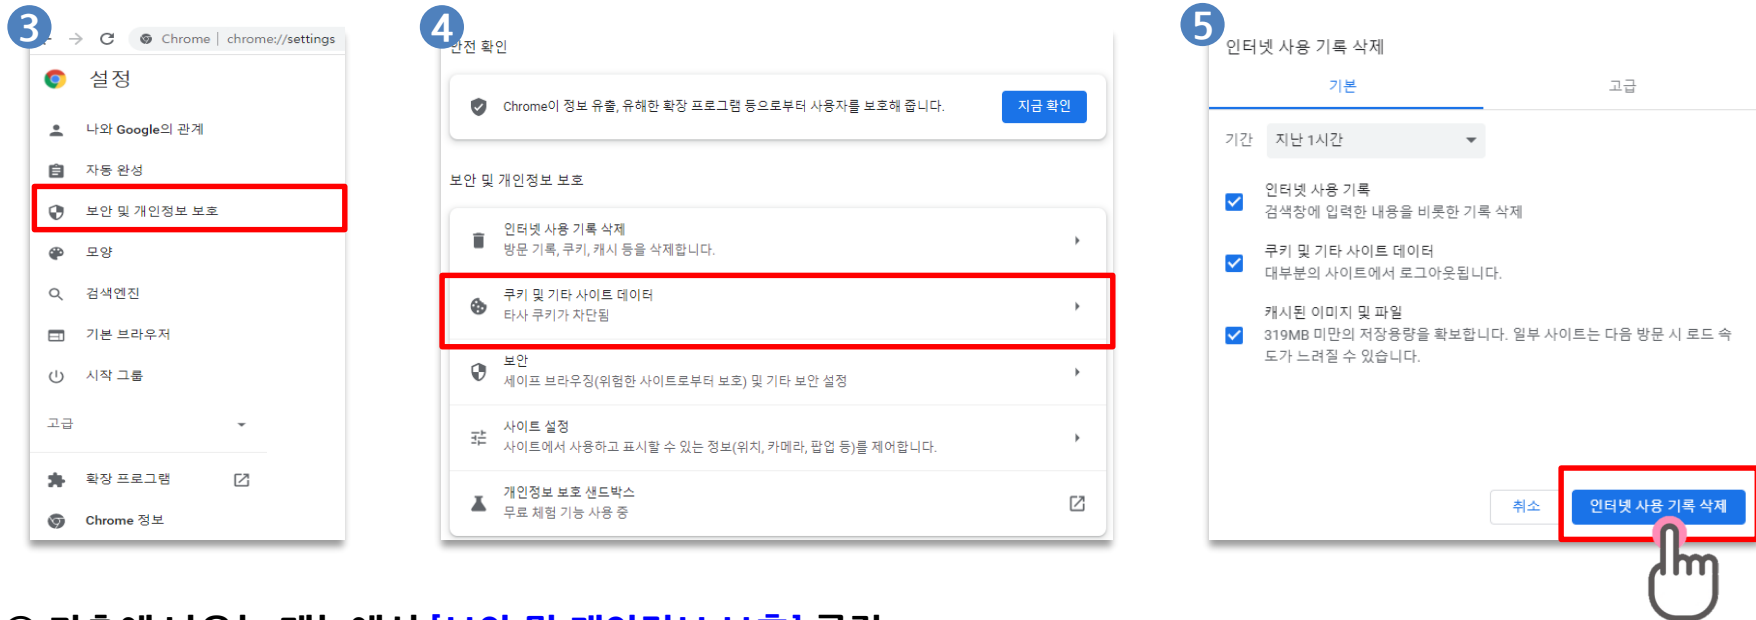 3
Chrome | chrome://settings
설정
나와 Google의 관계
자동 완성
보안 및 개인정보 보호
모양
검색엔진
기본 브라우저
시작 그룹
고급
확장 프로그램
Chrome 정보
4
안전 확인
Chrome이 정보 유출, 유해한 확장 프로그램 등으로부터 사용자를 보호해 줍니다.
지금 확인
보안 및 개인정보 보호
인터넷 사용 기록 삭제
방문 기록, 쿠키, 캐시 등을 삭제합니다.
쿠키 및 기타 사이트 데이터
타사 쿠키가 차단됨
보안
세이프 브라우징(위험한 사이트로부터 보호) 및 기타 보안 설정
사이트 설정
사이트에서 사용하고 표시할 수 있는 정보(위치, 카메라, 팝업 등)를 제어합니다.
개인정보 보호 샌드박스
무료 체험 기능 사용 중
5
인터넷 사용 기록 삭제
기본 고급
기간 지난 1시간
인터넷 사용 기록
검색창에 입력한 내용을 비롯한 기록 삭제
쿠키 및 기타 사이트 데이터
대부분의 사이트에서 로그아웃됩니다.
캐시된 이미지 및 파일
319MB 미만의 저장용량을 확보합니다. 일부 사이트는 다음 방문 시 로드 속
도가 느려질 수 있습니다.
취소 인터넷 사용 기록 삭제
[보안 및 개인정보 보호]